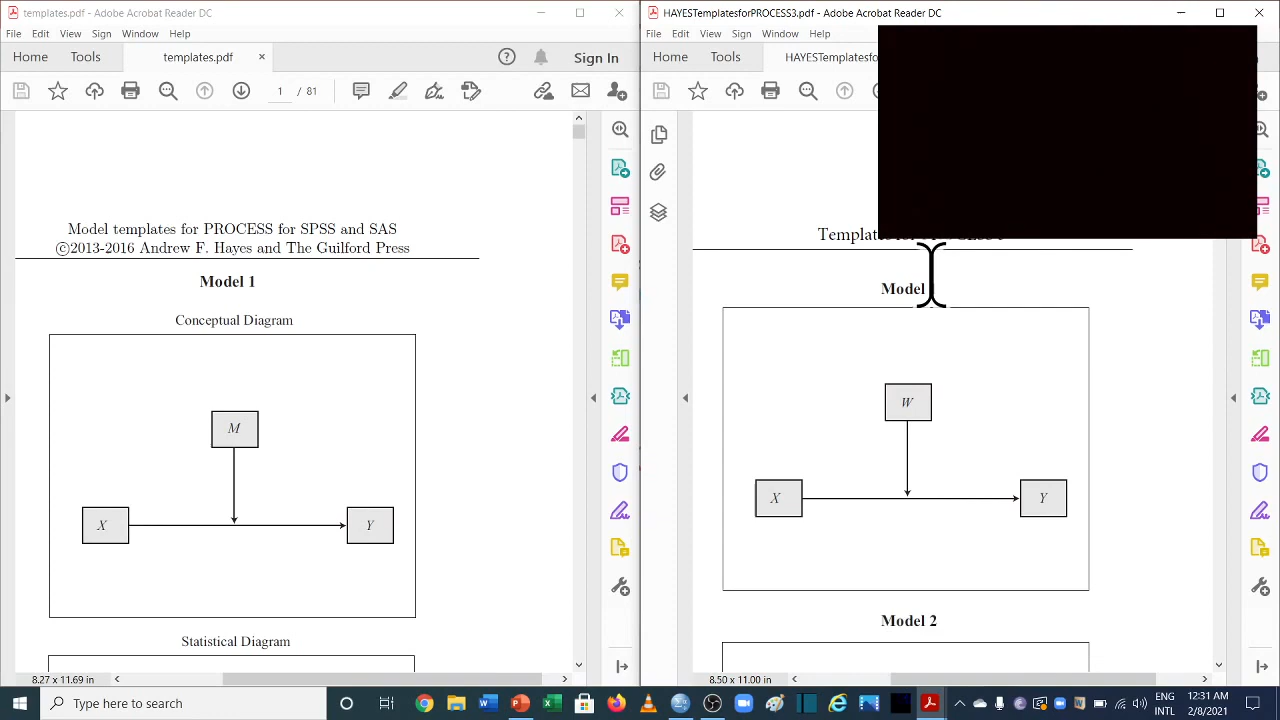 templates.pdf - Adobe Acrobat Reader DC
File Edit View Sign Window Help
Home Tools templates.pdf × Sign In
1 / 81
Model templates for PROCESS for SPSS and SAS
©2013-2016 Andrew F. Hayes and The Guilford Press
Model 1
Conceptual Diagram
M
X
Y
Statistical Diagram
8.27 x 11.69 in
HAYESTemplatesforPROCESS3.pdf - Adobe Acrobat Reader DC
File Edit View Sign Window Help
Home Tools HAYESTemplatesfo
Templates for
Model
W
X
Y
Model 2
8.50 x 11.00 in
Type here to search
ENG
INTL
12:31 AM
2/8/2021